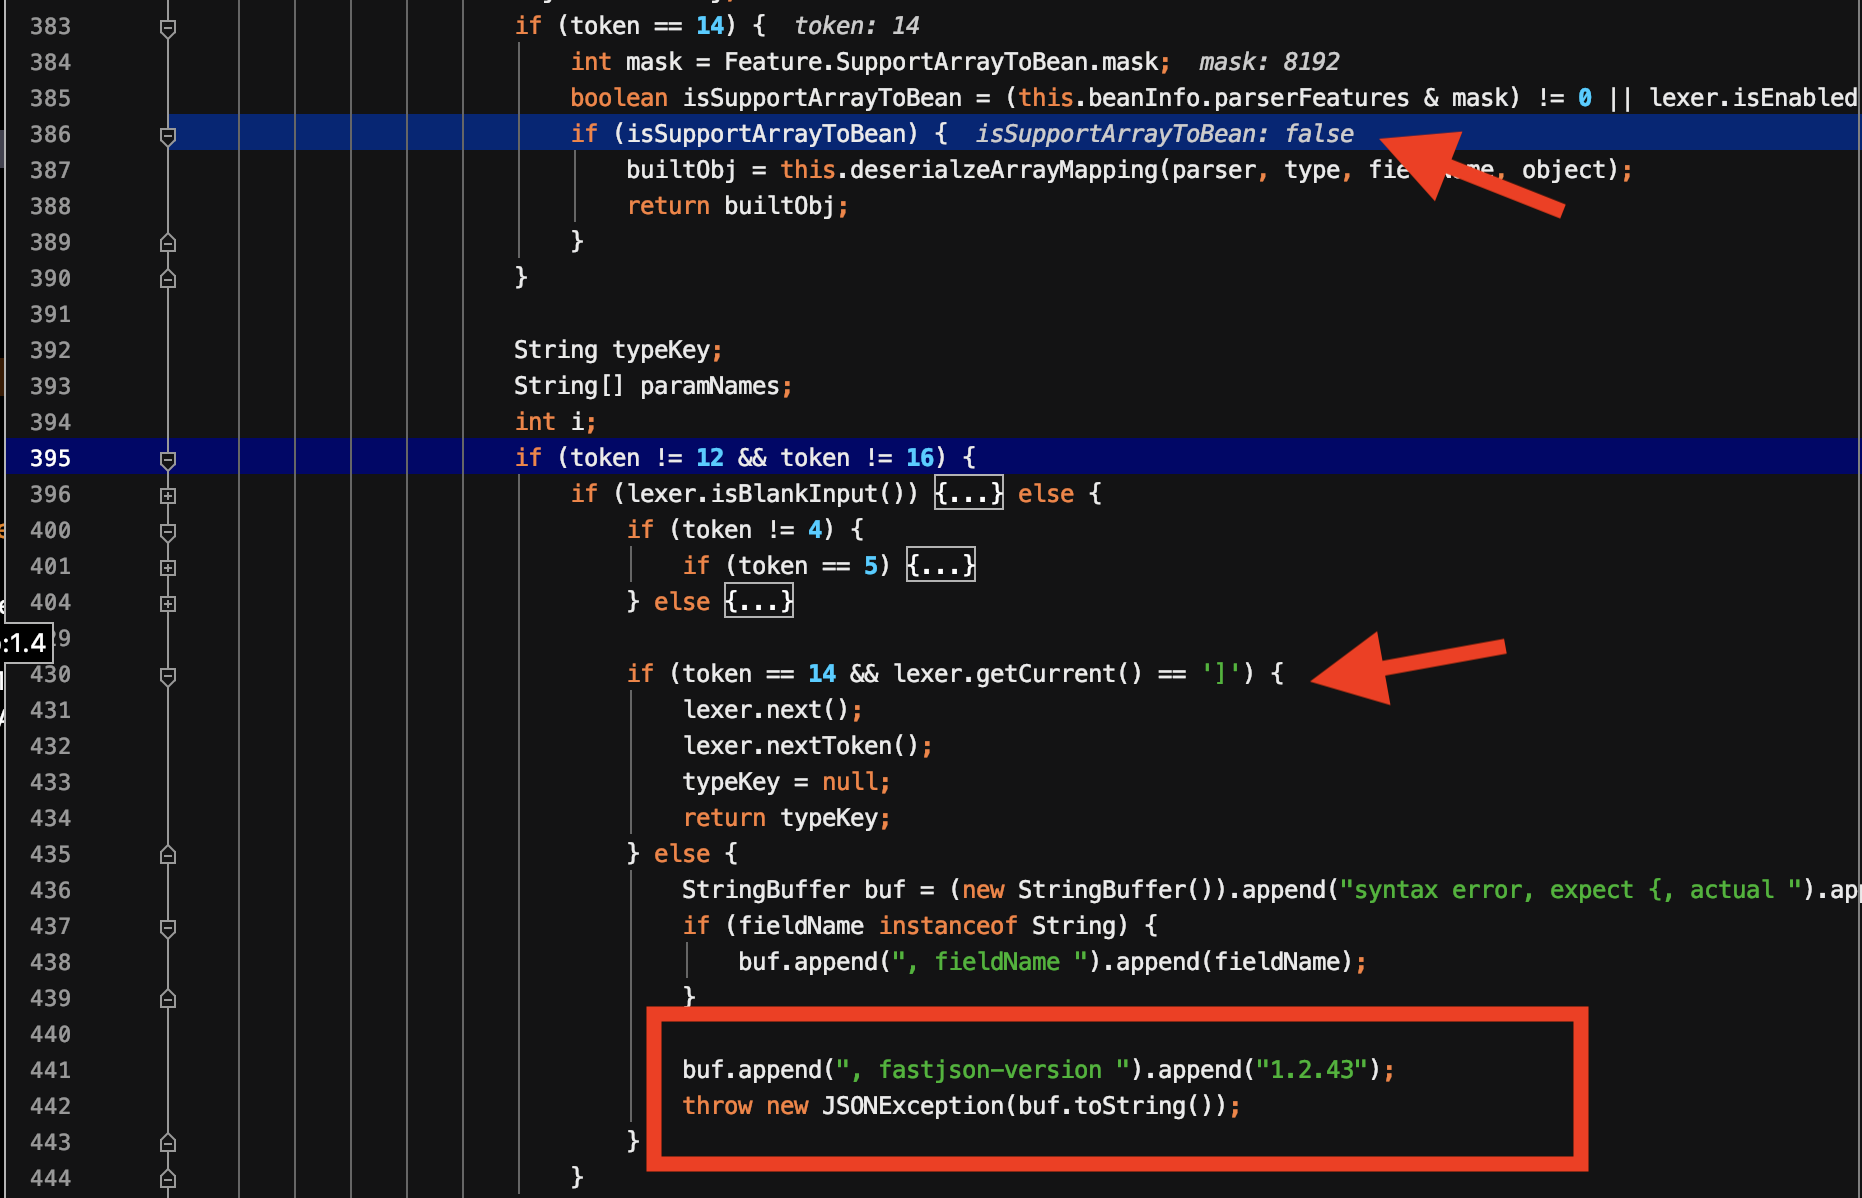 383 if (token == 14) { token: 14
384 int mask = Feature.SupportArrayToBean.mask; mask: 8192
385 boolean isSupportArrayToBean = (this.beanInfo.parserFeatures & mask) != 0 || lexer.isEnabled
386 if (isSupportArrayToBean) { isSupportArrayToBean: false
387 builtObj = this.deserialzeArrayMapping(parser, type, fieldName, object);
388 return builtObj;
389 }
390 }
391
392 String typeKey;
393 String[] paramNames;
394 int i;
395 if (token != 12 && token != 16) {
396 if (lexer.isBlankInput()) {...} else {
400 if (token != 4) {
401 if (token == 5) {...}
404 } else {...}
:1.4 29
430 if (token == 14 && lexer.getCurrent() == ']') {
431 lexer.next();
432 lexer.nextToken();
433 typeKey = null;
434 return typeKey;
435 } else {
436 StringBuffer buf = (new StringBuffer()).append("syntax error, expect {, actual ").app
437 if (fieldName instanceof String) {
438 buf.append(", fieldName ").append(fieldName);
439 }
440
441 buf.append(", fastjson-version ").append("1.2.43");
442 throw new JSONException(buf.toString());
443 }
444 }